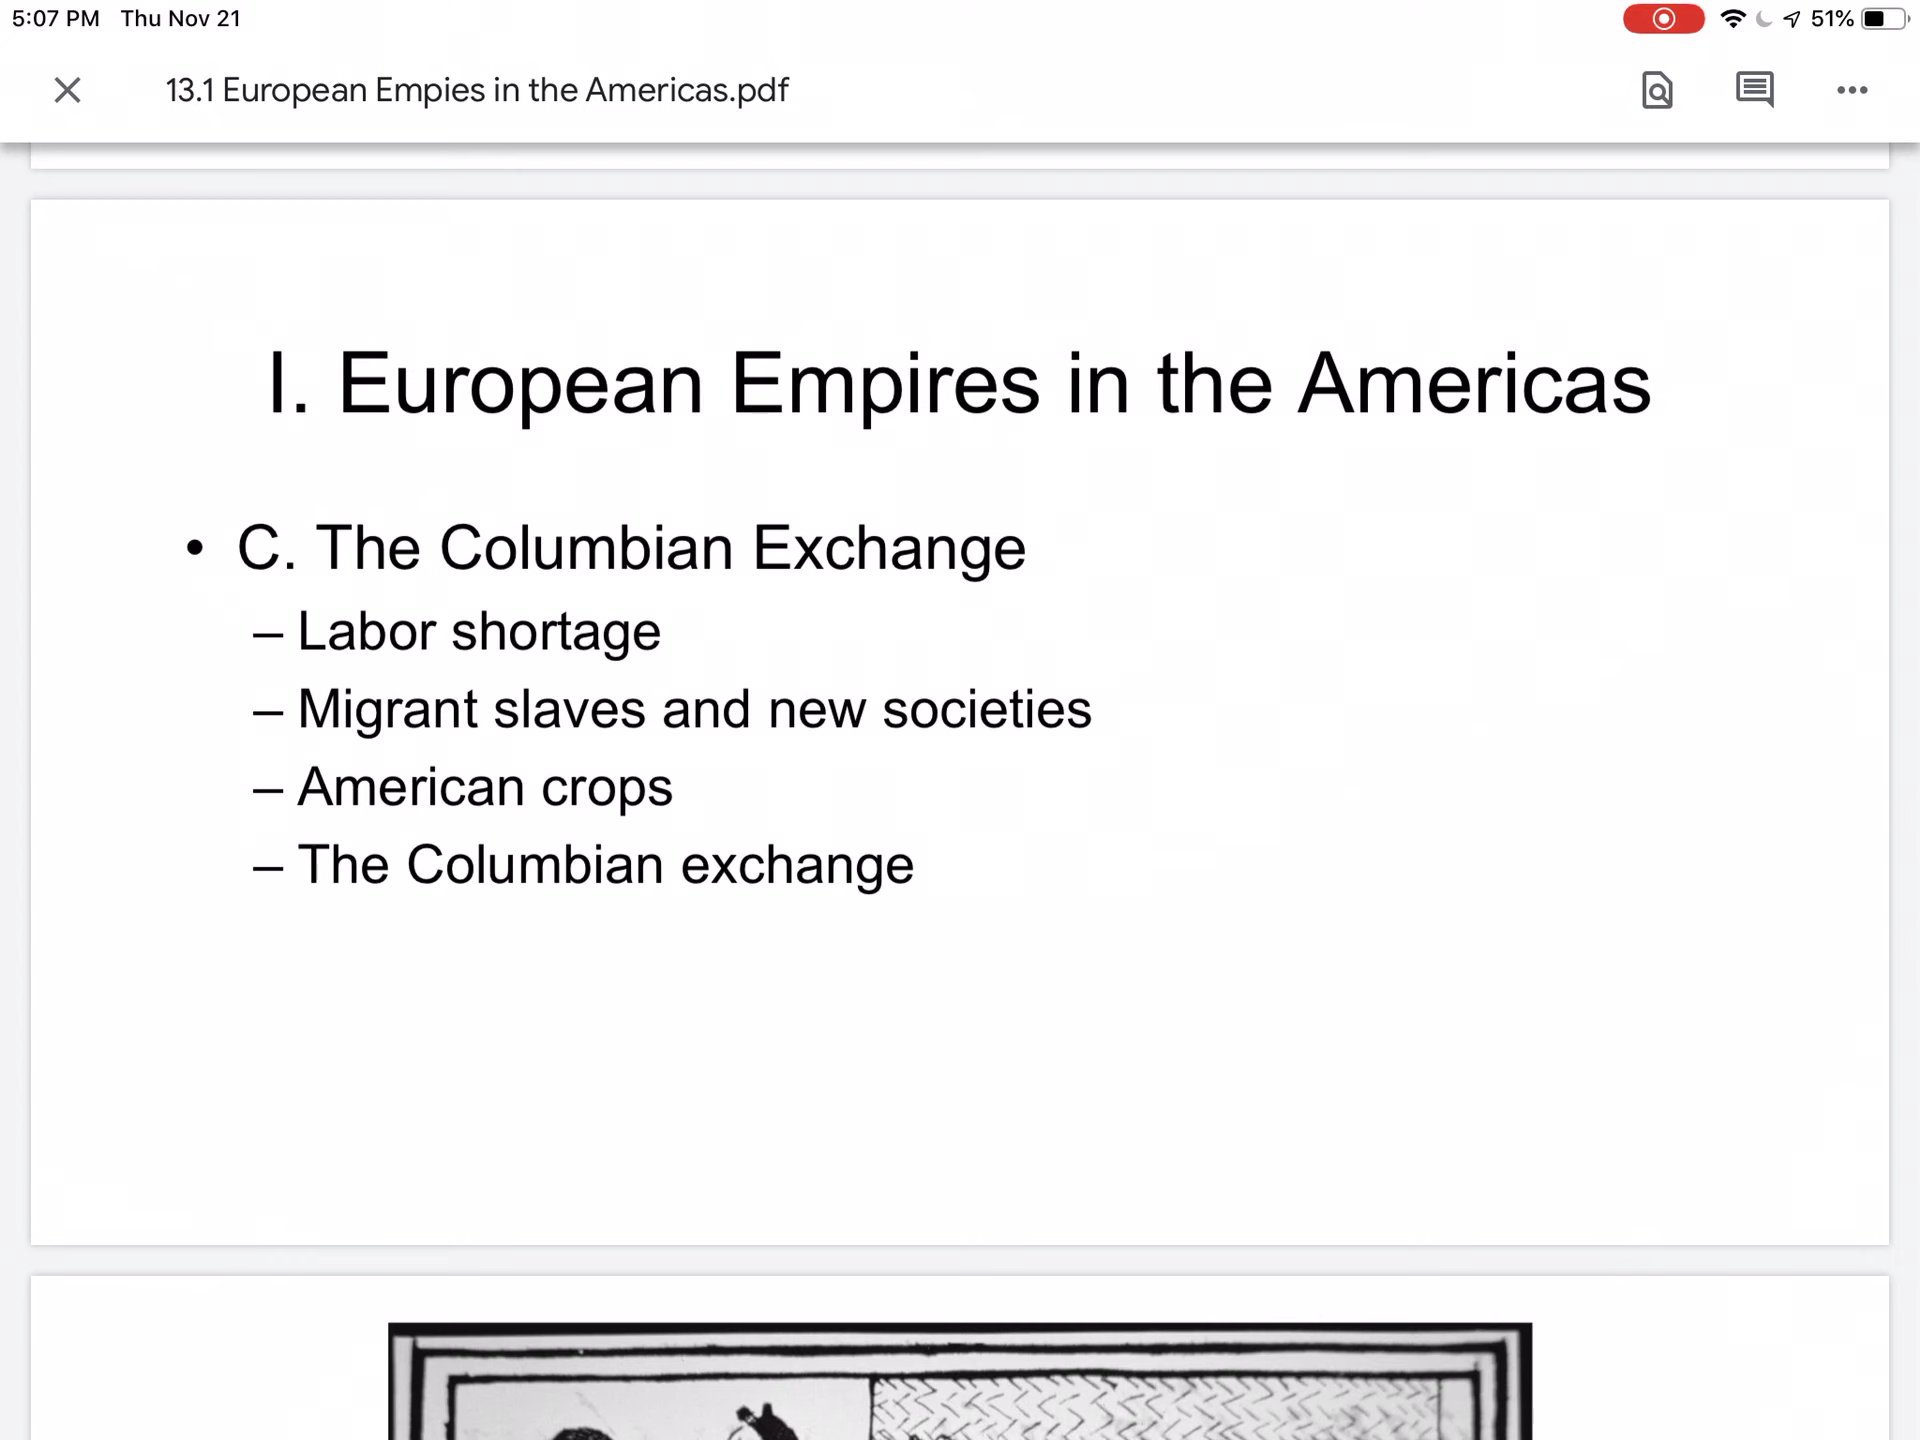 5:07 PM Thu Nov 21
51%
13.1 European Empies in the Americas.pdf
I. European Empires in the Americas
• C. The Columbian Exchange
– Labor shortage
– Migrant slaves and new societies
– American crops
– The Columbian exchange